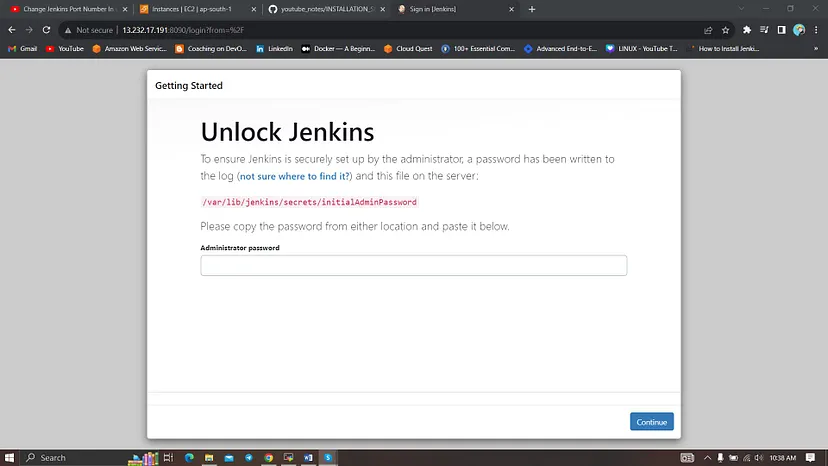 Change Jenkins Port Number In
Instances | EC2 | ap-south-1
youtube_notes/INSTALLATION_S
Sign in [Jenkins]
Not secure | 13.232.17.191:8090/login?from=%2F
Gmail
YouTube
Amazon Web Servic...
Coaching on DevO...
LinkedIn
Docker — A Beginn...
Cloud Quest
100+ Essential Com...
Advanced End-to-E...
LINUX - YouTube T...
How to Install Jenki...
»
Getting Started
Unlock Jenkins
To ensure Jenkins is securely set up by the administrator, a password has been written to
the log (not sure where to find it?) and this file on the server:
/var/lib/jenkins/secrets/initialAdminPassword
Please copy the password from either location and paste it below.
Administrator password
Continue
Search
10:38 AM